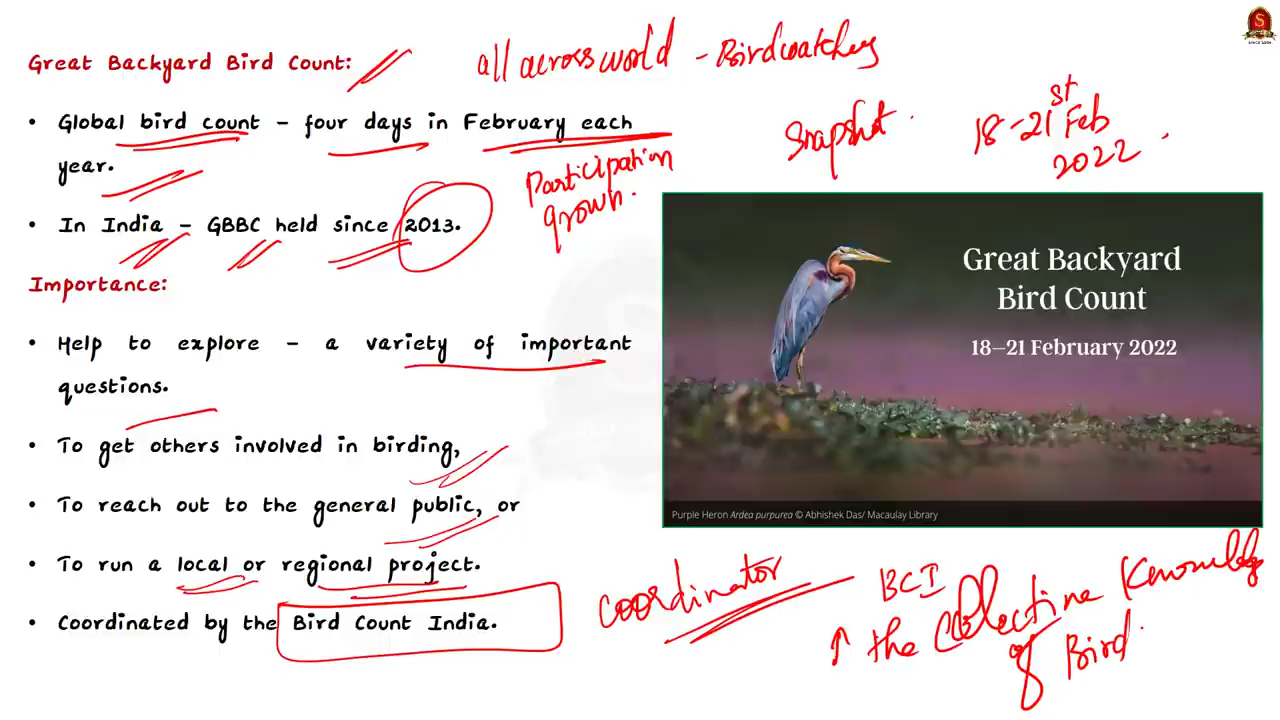 Great Backyard Bird Count:
all across world - Birdwatchers
• Global bird count - four days in February each
year.
Snapshot.
18-21st Feb
2022.
Participation
grown.
• In India - GBBC held since 2013.
Importance:
• Help to explore - a variety of important
questions.
• To get others involved in birding,
• To reach out to the general public, or
• To run a local or regional project.
• Coordinated by the Bird Count India.
Great Backyard
Bird Count
18–21 February 2022
Purple Heron Ardea purpurea © Abhishek Das/ Macaulay Library
Coordinator
BCI
↑ the Collective Knowledge
of Bird.
S
SINCE 2004